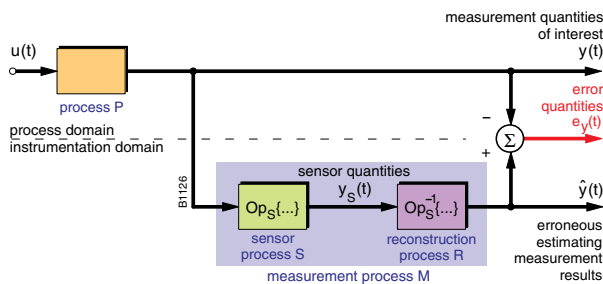 measurement quantities
of interest
u(t)
y(t)
process P
error
quantities
e_y(t)
−
Σ
+
process domain
instrumentation domain
B1126
sensor quantities
y_S(t)
ŷ(t)
Op_S{...}
Op_S^-1{...}
sensor
process S
reconstruction
process R
measurement process M
erroneous
estimating
measurement
results